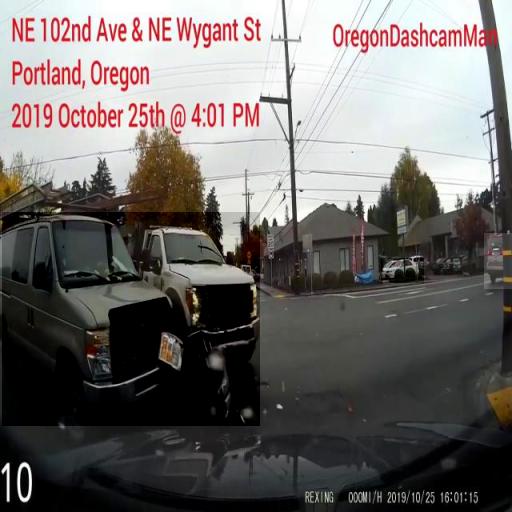 NE 102nd Ave & NE Wygant St
OregonDashcamMan
Portland, Oregon
2019 October 25th @ 4:01 PM
10
REXING 000MI/H 2019/10/25 16:01:15